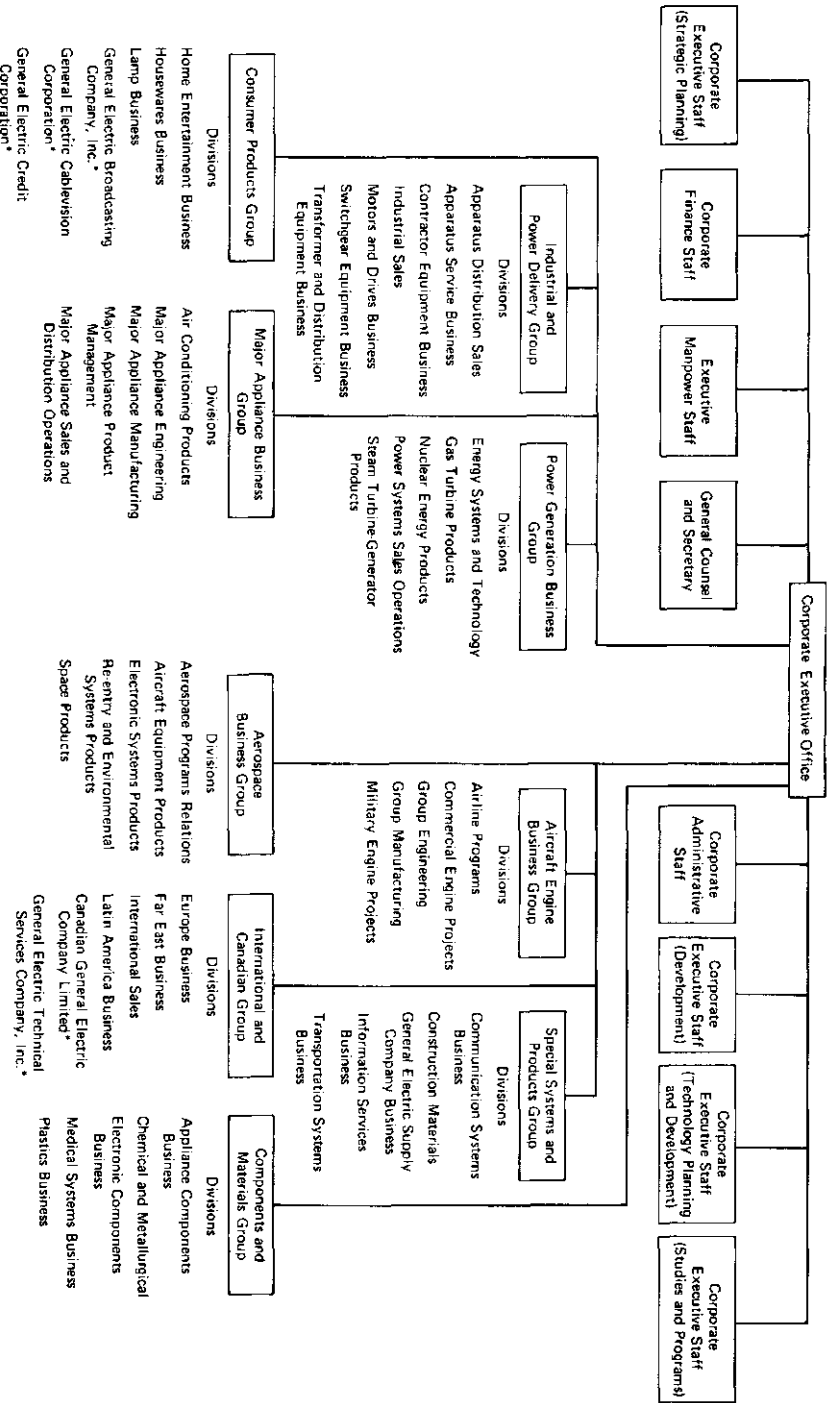 Corporate Executive Office
Corporate
Executive Staff
(Strategic Planning)
Corporate
Finance Staff
Executive
Manpower Staff
General Counsel
and Secretary
Corporate
Administrative
Staff
Corporate
Executive Staff
(Development)
Corporate
Executive Staff
(Technology Planning
and Development)
Corporate
Executive Staff
(Studies and Programs)
Industrial and
Power Delivery Group
Divisions
Apparatus Distribution Sales
Apparatus Service Business
Contractor Equipment Business
Industrial Sales
Motors and Drives Business
Switchgear Equipment Business
Transformer and Distribution
Equipment Business
Power Generation Business
Group
Divisions
Energy Systems and Technology
Gas Turbine Products
Nuclear Energy Products
Power Systems Sales Operations
Steam Turbine-Generator
Products
Aircraft Engine
Business Group
Divisions
Airline Programs
Commercial Engine Projects
Group Engineering
Group Manufacturing
Military Engine Projects
Special Systems and
Products Group
Divisions
Communication Systems
Business
Construction Materials
General Electric Supply
Company Business
Information Services
Business
Transportation Systems
Business
Consumer Products Group
Divisions
Home Entertainment Business
Housewares Business
Lamp Business
General Electric Broadcasting
Company, Inc.*
General Electric Cablevision
Corporation*
General Electric Credit
Corporation*
Major Appliance Business
Group
Divisions
Air Conditioning Products
Major Appliance Engineering
Major Appliance Manufacturing
Major Appliance Product
Management
Major Appliance Sales and
Distribution Operations
Aerospace
Business Group
Divisions
Aerospace Programs Relations
Aircraft Equipment Products
Electronic Systems Products
Re-entry and Environmental
Systems Products
Space Products
International and
Canadian Group
Divisions
Europe Business
Far East Business
International Sales
Latin America Business
Canadian General Electric
Company Limited*
General Electric Technical
Services Company, Inc.*
Components and
Materials Group
Divisions
Appliance Components
Business
Chemical and Metallurgical
Electronic Components
Business
Medical Systems Business
Plastics Business